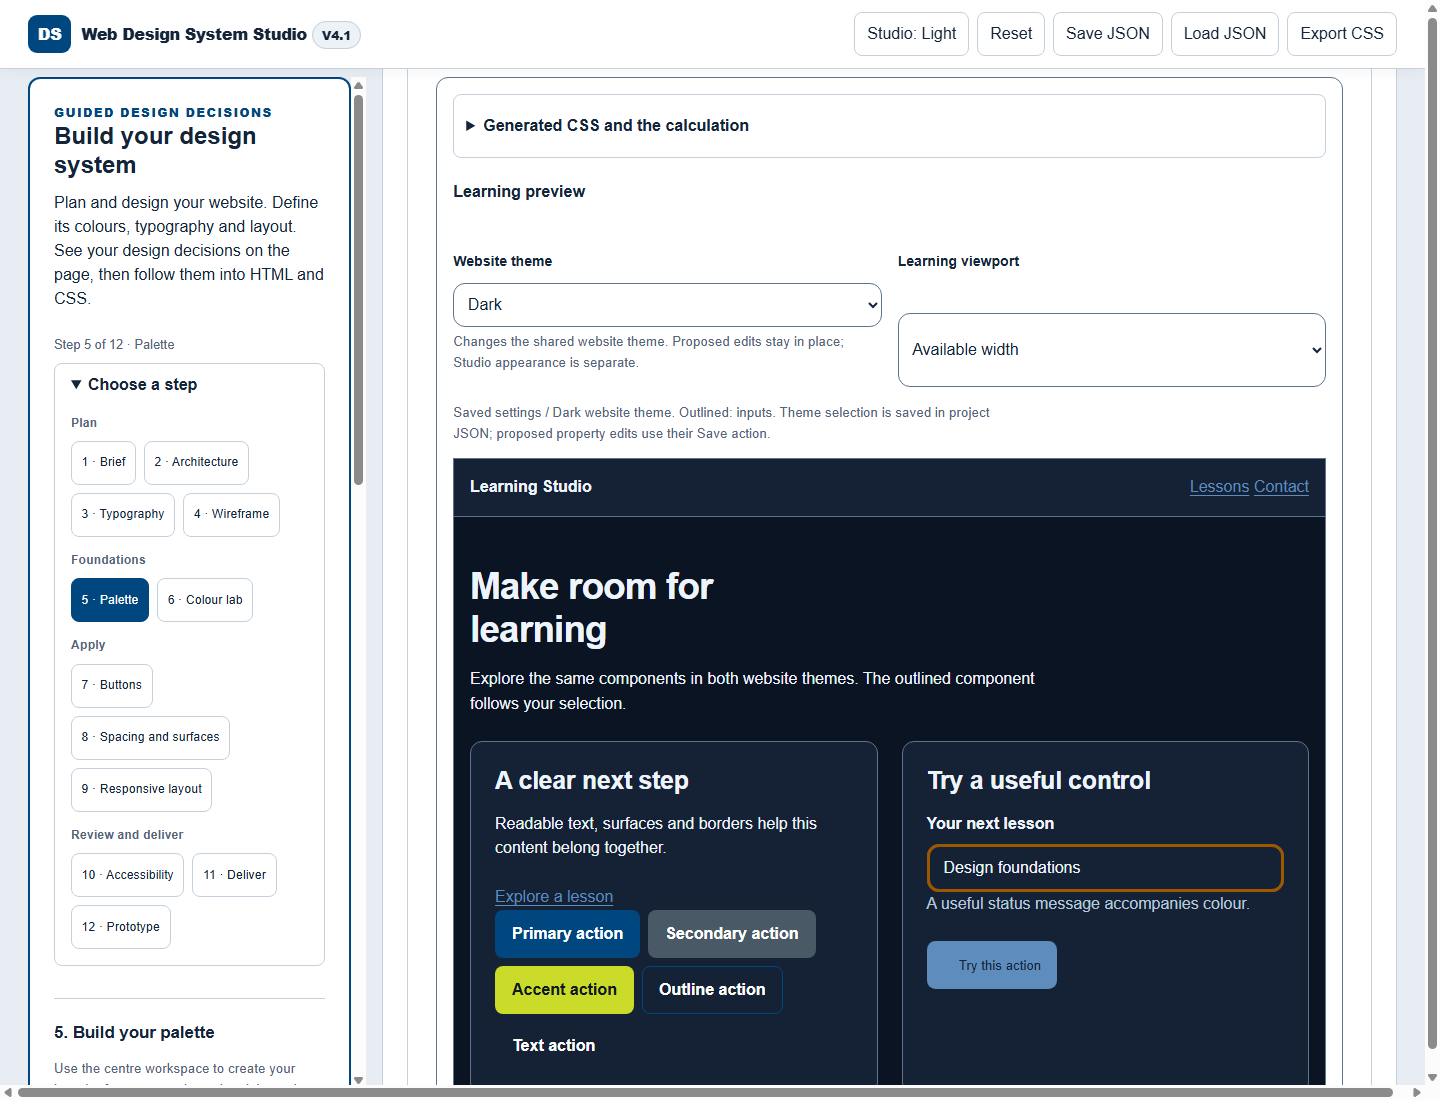 DS Web Design System Studio V4.1
Studio: Light
Reset
Save JSON
Load JSON
Export CSS
GUIDED DESIGN DECISIONS
Build your design
system
Plan and design your website. Define
its colours, typography and layout.
See your design decisions on the
page, then follow them into HTML and
CSS.
Step 5 of 12 · Palette
Choose a step
Plan
1 · Brief
2 · Architecture
3 · Typography
4 · Wireframe
Foundations
5 · Palette
6 · Colour lab
Apply
7 · Buttons
8 · Spacing and surfaces
9 · Responsive layout
Review and deliver
10 · Accessibility
11 · Deliver
12 · Prototype
5. Build your palette
Use the centre workspace to create your
Generated CSS and the calculation
Learning preview
Website theme
Dark
Changes the shared website theme. Proposed edits stay in place;
Studio appearance is separate.
Learning viewport
Available width
Saved settings / Dark website theme. Outlined: inputs. Theme selection is saved in project
JSON; proposed property edits use their Save action.
Learning Studio
Lessons Contact
Make room for
learning
Explore the same components in both website themes. The outlined component
follows your selection.
A clear next step
Readable text, surfaces and borders help this
content belong together.
Explore a lesson
Primary action
Secondary action
Accent action
Outline action
Text action
Try a useful control
Your next lesson
Design foundations
A useful status message accompanies colour.
Try this action